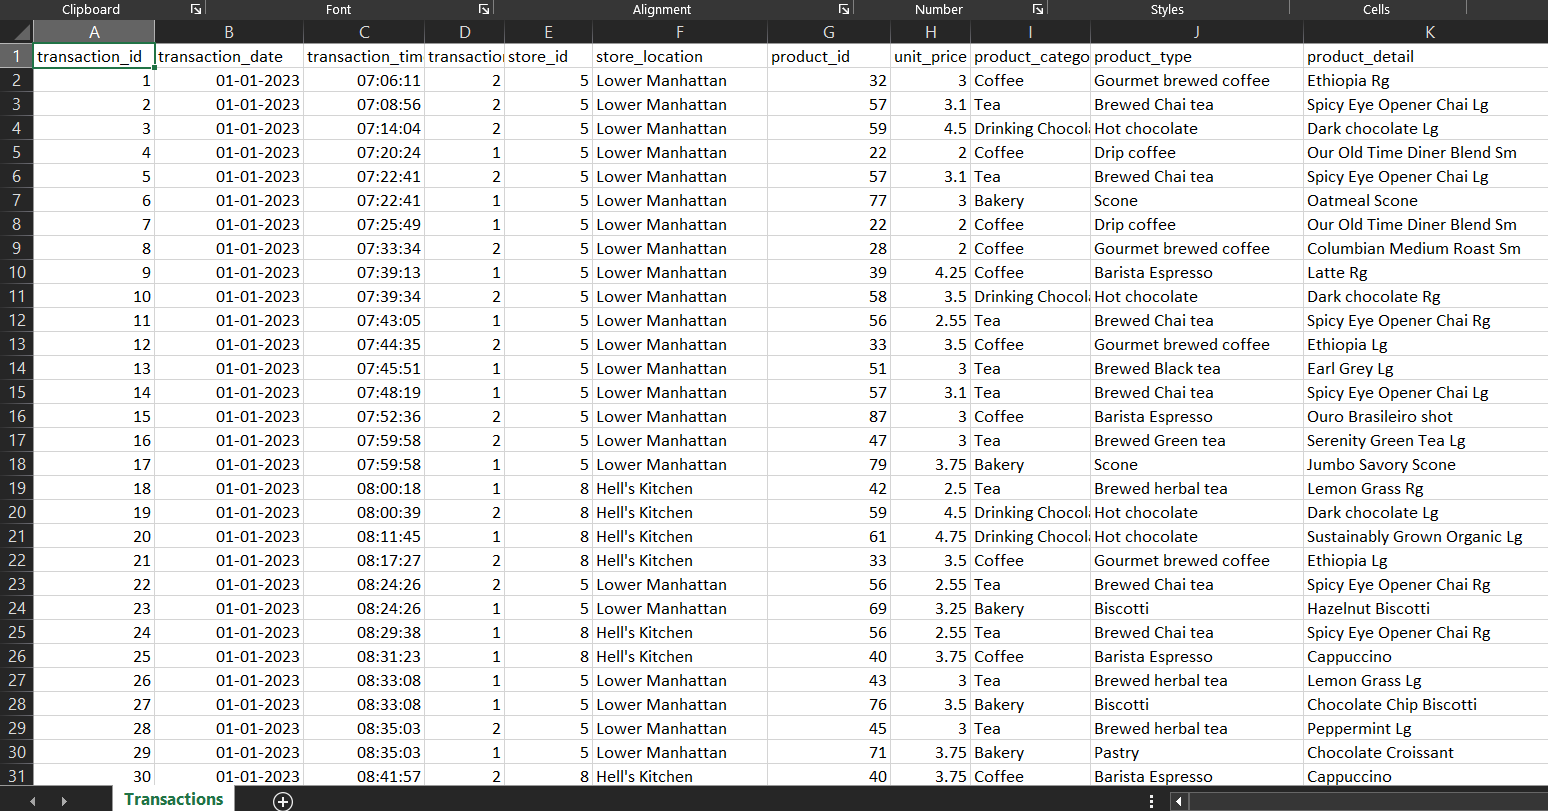 Clipboard Font Alignment Number Styles Cells
A B C D E F G H I J K
1 transaction_id transaction_date transaction_tim transactio store_id store_location product_id unit_price product_catego product_type product_detail
2 1 01-01-2023 07:06:11 2 5 Lower Manhattan 32 3 Coffee Gourmet brewed coffee Ethiopia Rg
3 2 01-01-2023 07:08:56 2 5 Lower Manhattan 57 3.1 Tea Brewed Chai tea Spicy Eye Opener Chai Lg
4 3 01-01-2023 07:14:04 2 5 Lower Manhattan 59 4.5 Drinking Chocol Hot chocolate Dark chocolate Lg
5 4 01-01-2023 07:20:24 1 5 Lower Manhattan 22 2 Coffee Drip coffee Our Old Time Diner Blend Sm
6 5 01-01-2023 07:22:41 2 5 Lower Manhattan 57 3.1 Tea Brewed Chai tea Spicy Eye Opener Chai Lg
7 6 01-01-2023 07:22:41 1 5 Lower Manhattan 77 3 Bakery Scone Oatmeal Scone
8 7 01-01-2023 07:25:49 1 5 Lower Manhattan 22 2 Coffee Drip coffee Our Old Time Diner Blend Sm
9 8 01-01-2023 07:33:34 2 5 Lower Manhattan 28 2 Coffee Gourmet brewed coffee Columbian Medium Roast Sm
10 9 01-01-2023 07:39:13 1 5 Lower Manhattan 39 4.25 Coffee Barista Espresso Latte Rg
11 10 01-01-2023 07:39:34 2 5 Lower Manhattan 58 3.5 Drinking Chocol Hot chocolate Dark chocolate Rg
12 11 01-01-2023 07:43:05 1 5 Lower Manhattan 56 2.55 Tea Brewed Chai tea Spicy Eye Opener Chai Rg
13 12 01-01-2023 07:44:35 2 5 Lower Manhattan 33 3.5 Coffee Gourmet brewed coffee Ethiopia Lg
14 13 01-01-2023 07:45:51 1 5 Lower Manhattan 51 3 Tea Brewed Black tea Earl Grey Lg
15 14 01-01-2023 07:48:19 1 5 Lower Manhattan 57 3.1 Tea Brewed Chai tea Spicy Eye Opener Chai Lg
16 15 01-01-2023 07:52:36 2 5 Lower Manhattan 87 3 Coffee Barista Espresso Ouro Brasileiro shot
17 16 01-01-2023 07:59:58 2 5 Lower Manhattan 47 3 Tea Brewed Green tea Serenity Green Tea Lg
18 17 01-01-2023 07:59:58 1 5 Lower Manhattan 79 3.75 Bakery Scone Jumbo Savory Scone
19 18 01-01-2023 08:00:18 1 8 Hell's Kitchen 42 2.5 Tea Brewed herbal tea Lemon Grass Rg
20 19 01-01-2023 08:00:39 2 8 Hell's Kitchen 59 4.5 Drinking Chocol Hot chocolate Dark chocolate Lg
21 20 01-01-2023 08:11:45 1 8 Hell's Kitchen 61 4.75 Drinking Chocol Hot chocolate Sustainably Grown Organic Lg
22 21 01-01-2023 08:17:27 2 8 Hell's Kitchen 33 3.5 Coffee Gourmet brewed coffee Ethiopia Lg
23 22 01-01-2023 08:24:26 2 5 Lower Manhattan 56 2.55 Tea Brewed Chai tea Spicy Eye Opener Chai Rg
24 23 01-01-2023 08:24:26 1 5 Lower Manhattan 69 3.25 Bakery Biscotti Hazelnut Biscotti
25 24 01-01-2023 08:29:38 1 8 Hell's Kitchen 56 2.55 Tea Brewed Chai tea Spicy Eye Opener Chai Rg
26 25 01-01-2023 08:31:23 1 8 Hell's Kitchen 40 3.75 Coffee Barista Espresso Cappuccino
27 26 01-01-2023 08:33:08 1 5 Lower Manhattan 43 3 Tea Brewed herbal tea Lemon Grass Lg
28 27 01-01-2023 08:33:08 1 5 Lower Manhattan 76 3.5 Bakery Biscotti Chocolate Chip Biscotti
29 28 01-01-2023 08:35:03 2 5 Lower Manhattan 45 3 Tea Brewed herbal tea Peppermint Lg
30 29 01-01-2023 08:35:03 1 5 Lower Manhattan 71 3.75 Bakery Pastry Chocolate Croissant
31 30 01-01-2023 08:41:57 2 8 Hell's Kitchen 40 3.75 Coffee Barista Espresso Cappuccino
Transactions